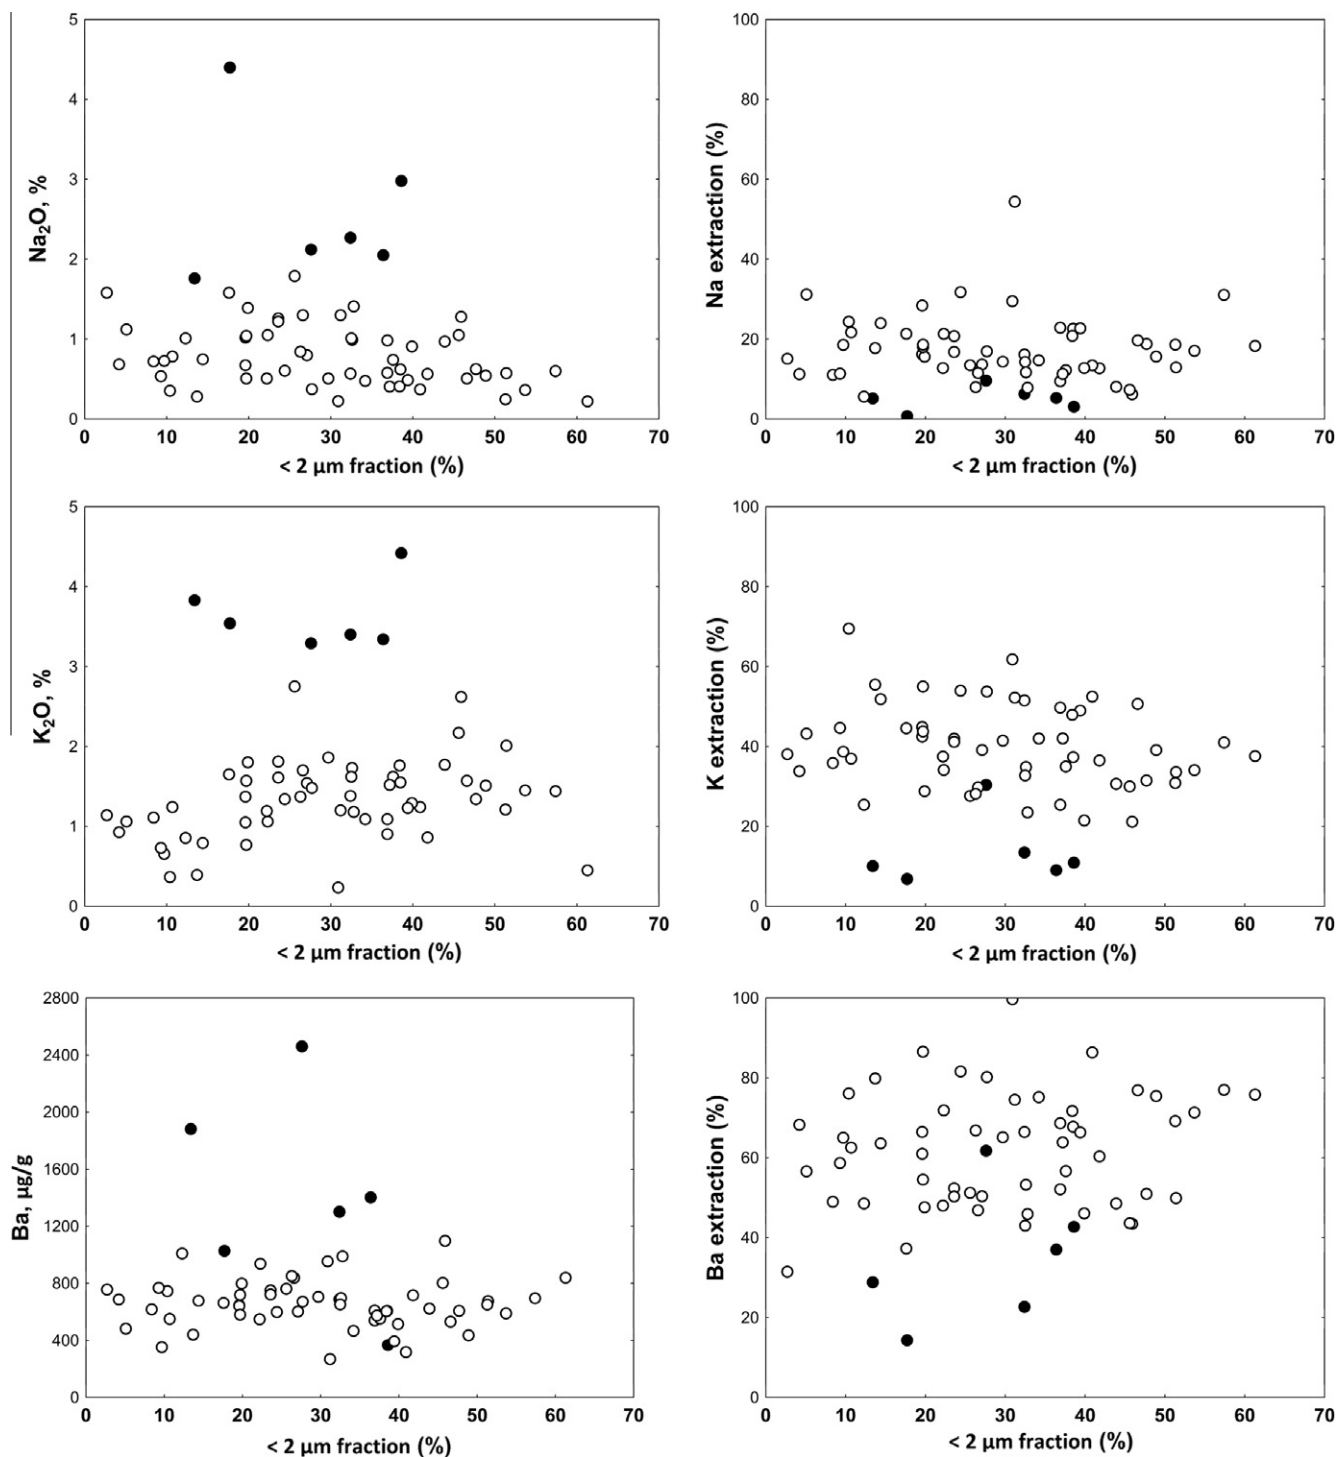 5
4
3
2
1
0
Na₂O, %
0 10 20 30 40 50 60 70
< 2 µm fraction (%)
100
80
60
40
20
0
Na extraction (%)
0 10 20 30 40 50 60 70
< 2 µm fraction (%)
5
4
3
2
1
0
K₂O, %
0 10 20 30 40 50 60 70
< 2 µm fraction (%)
100
80
60
40
20
0
K extraction (%)
0 10 20 30 40 50 60 70
< 2 µm fraction (%)
2800
2400
2000
1600
1200
800
400
0
Ba, µg/g
0 10 20 30 40 50 60 70
< 2 µm fraction (%)
100
80
60
40
20
0
Ba extraction (%)
0 10 20 30 40 50 60 70
< 2 µm fraction (%)